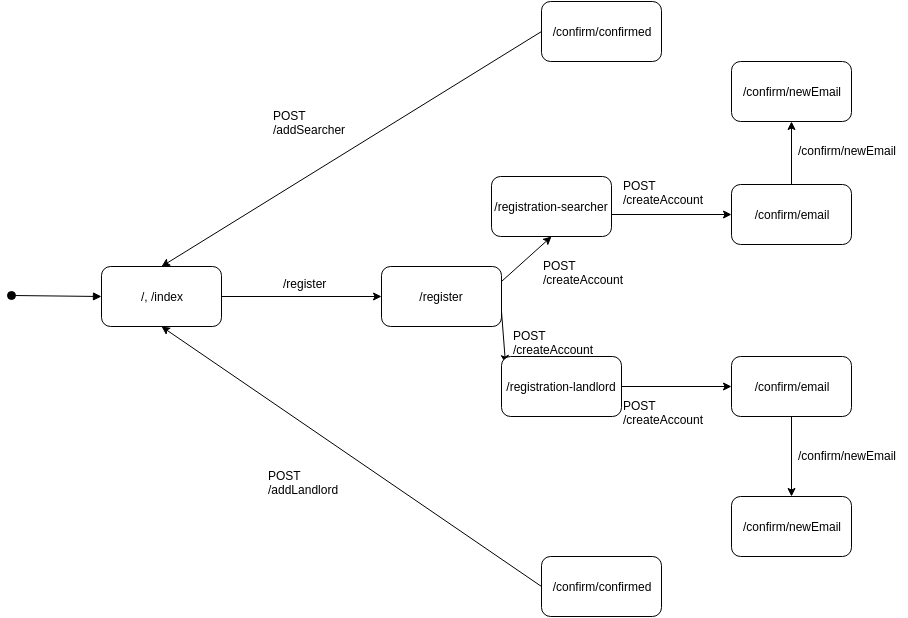 /confirm/confirmed
/confirm/newEmail
POST
/addSearcher
/confirm/newEmail
POST
/createAccount
/registration-searcher
/confirm/email
POST
/createAccount
/register
/, /index
/register
POST
/createAccount
/registration-landlord
/confirm/email
POST
/createAccount
/confirm/newEmail
POST
/addLandlord
/confirm/newEmail
/confirm/confirmed